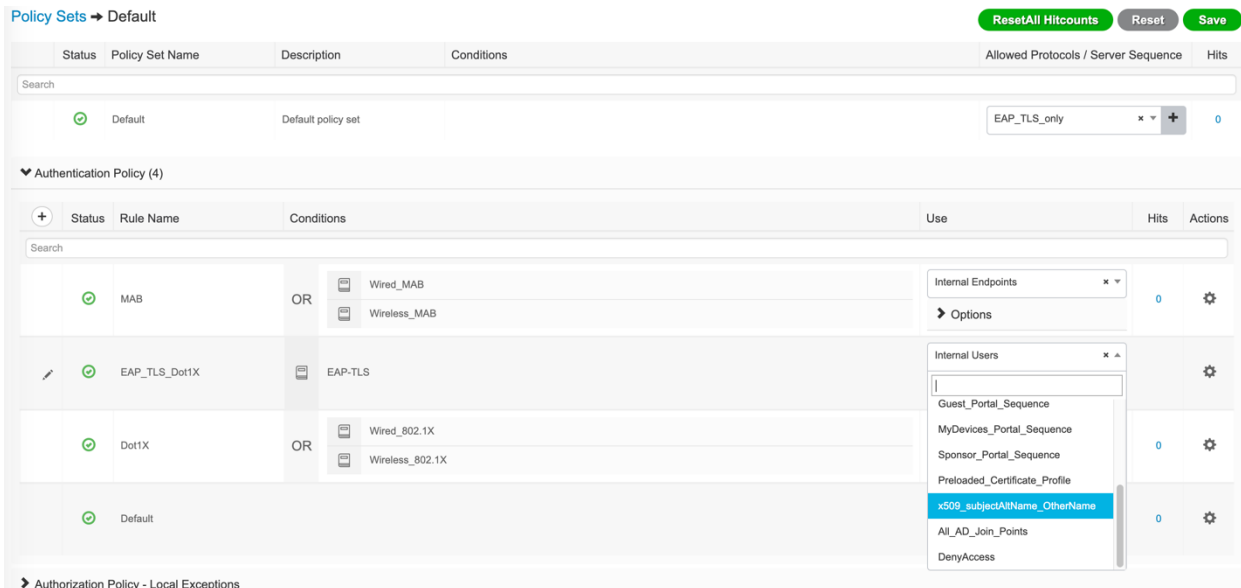 Policy Sets → Default
ResetAll Hitcounts Reset Save
Status Policy Set Name Description Conditions Allowed Protocols / Server Sequence Hits
Search
Default Default policy set EAP_TLS_only × + 0
Authentication Policy (4)
+ Status Rule Name Conditions Use Hits Actions
Search
MAB OR Wired_MAB Internal Endpoints × 0
Wireless_MAB Options
EAP_TLS_Dot1X EAP-TLS Internal Users ×
Guest_Portal_Sequence
MyDevices_Portal_Sequence
Sponsor_Portal_Sequence
Preloaded_Certificate_Profile
x509_subjectAltName_OtherName
All_AD_Join_Points
DenyAccess
Dot1X OR Wired_802.1X 0
Wireless_802.1X
Default 0
Authorization Policy - Local Exceptions